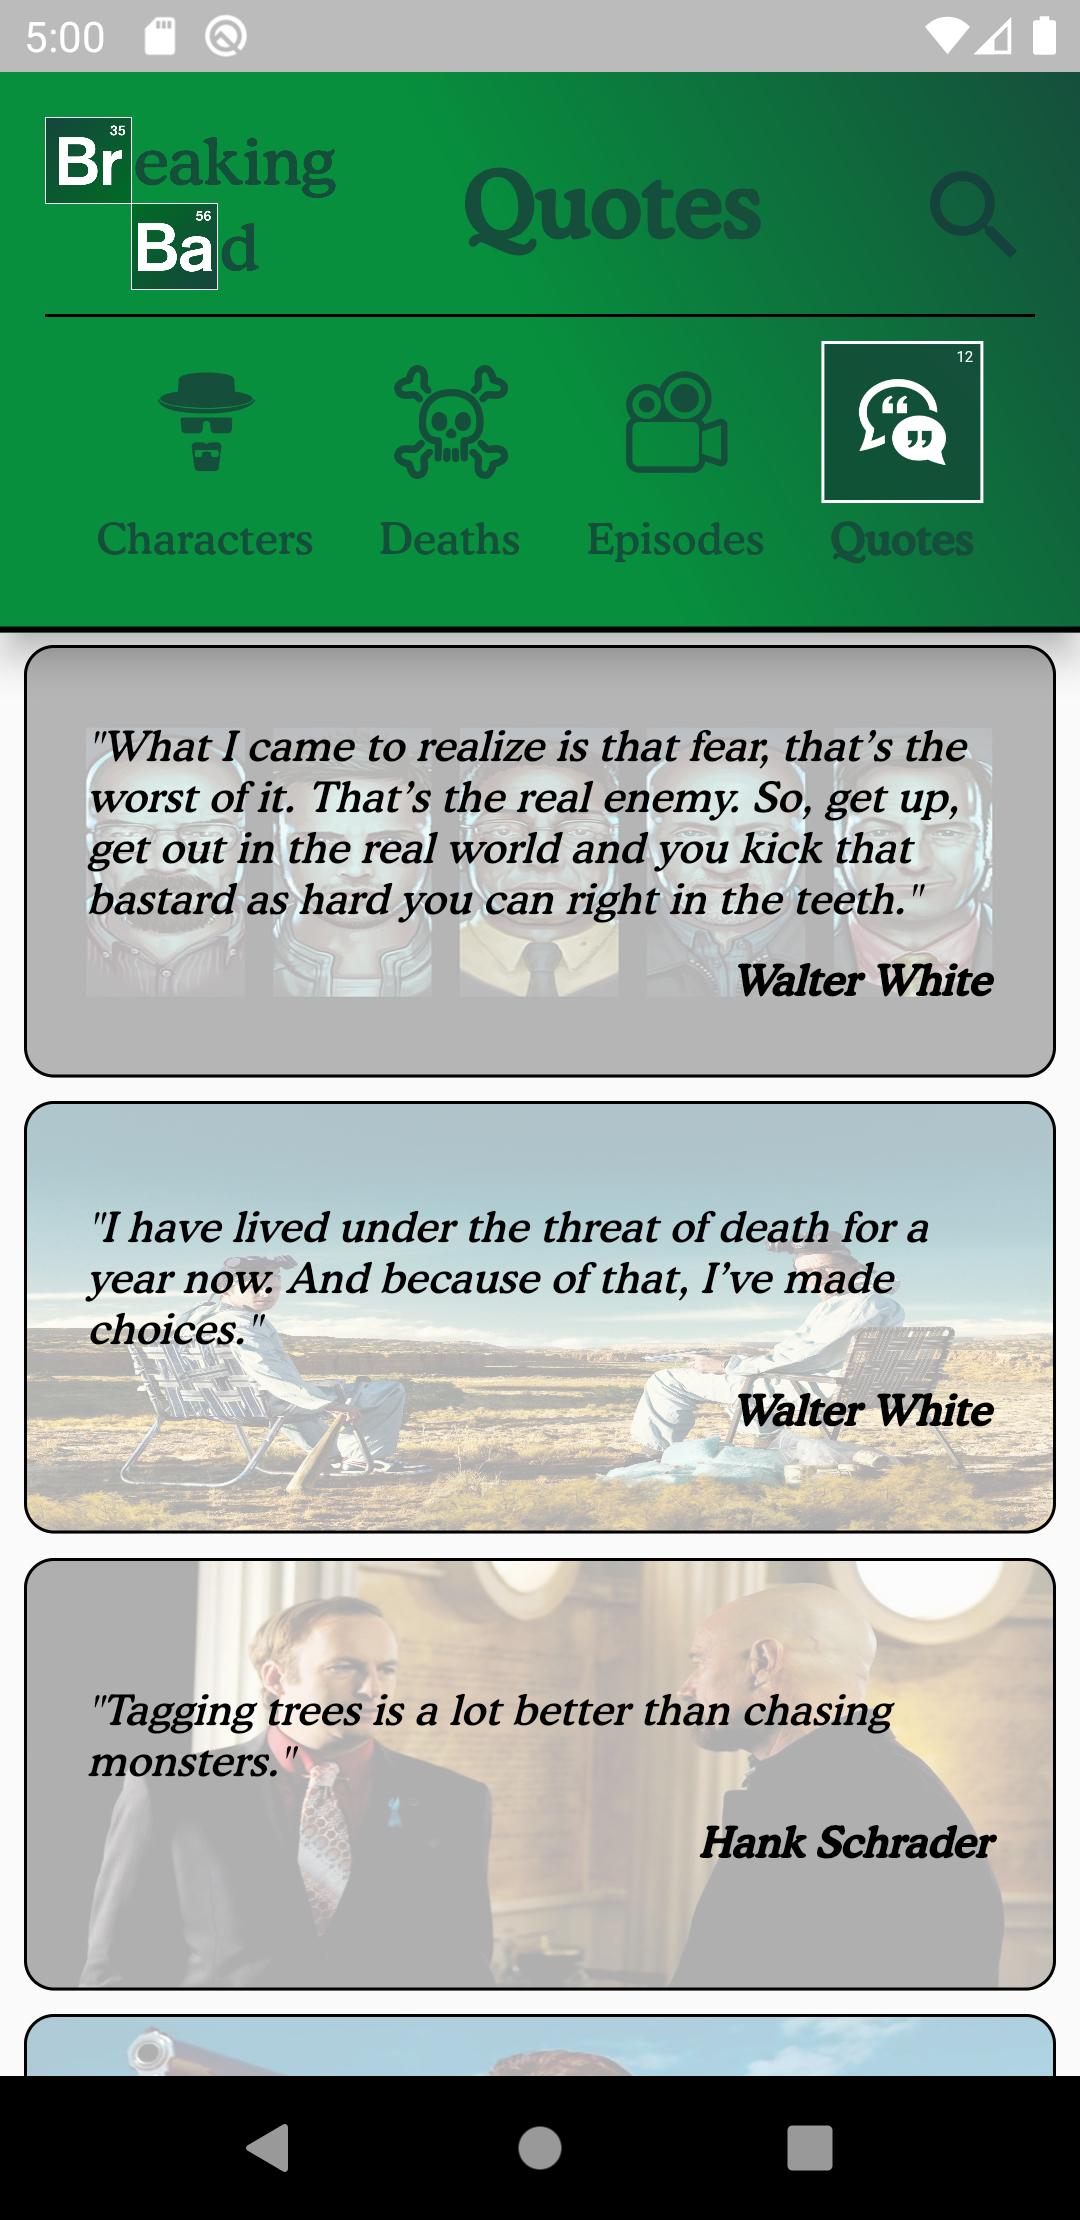 5:00
35
Breaking
56
Bad
Quotes
12
Characters
Deaths
Episodes
Quotes
"What I came to realize is that fear, that’s the
worst of it. That’s the real enemy. So, get up,
get out in the real world and you kick that
bastard as hard you can right in the teeth."
Walter White
"I have lived under the threat of death for a
year now. And because of that, I’ve made
choices."
Walter White
"Tagging trees is a lot better than chasing
monsters."
Hank Schrader